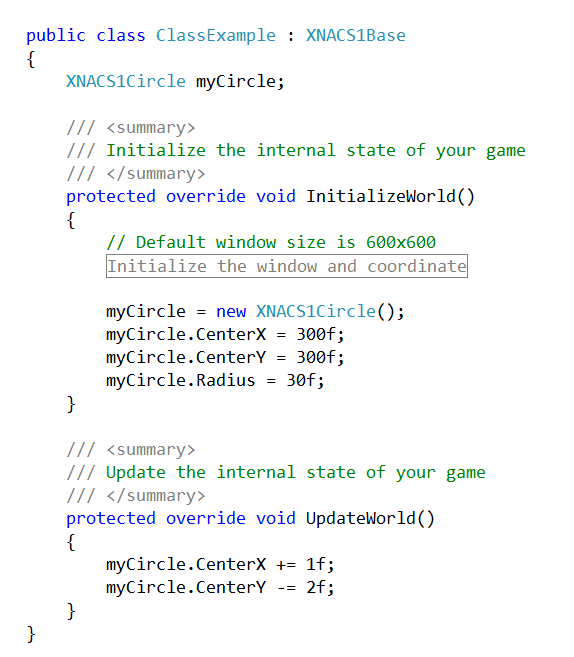 public class ClassExample : XNACS1Base
{
    XNACS1Circle myCircle;

    /// <summary>
    /// Initialize the internal state of your game
    /// </summary>
    protected override void InitializeWorld()
    {
        // Default window size is 600x600
        Initialize the window and coordinate

        myCircle = new XNACS1Circle();
        myCircle.CenterX = 300f;
        myCircle.CenterY = 300f;
        myCircle.Radius = 30f;
    }

    /// <summary>
    /// Update the internal state of your game
    /// </summary>
    protected override void UpdateWorld()
    {
        myCircle.CenterX += 1f;
        myCircle.CenterY -= 2f;
    }
}